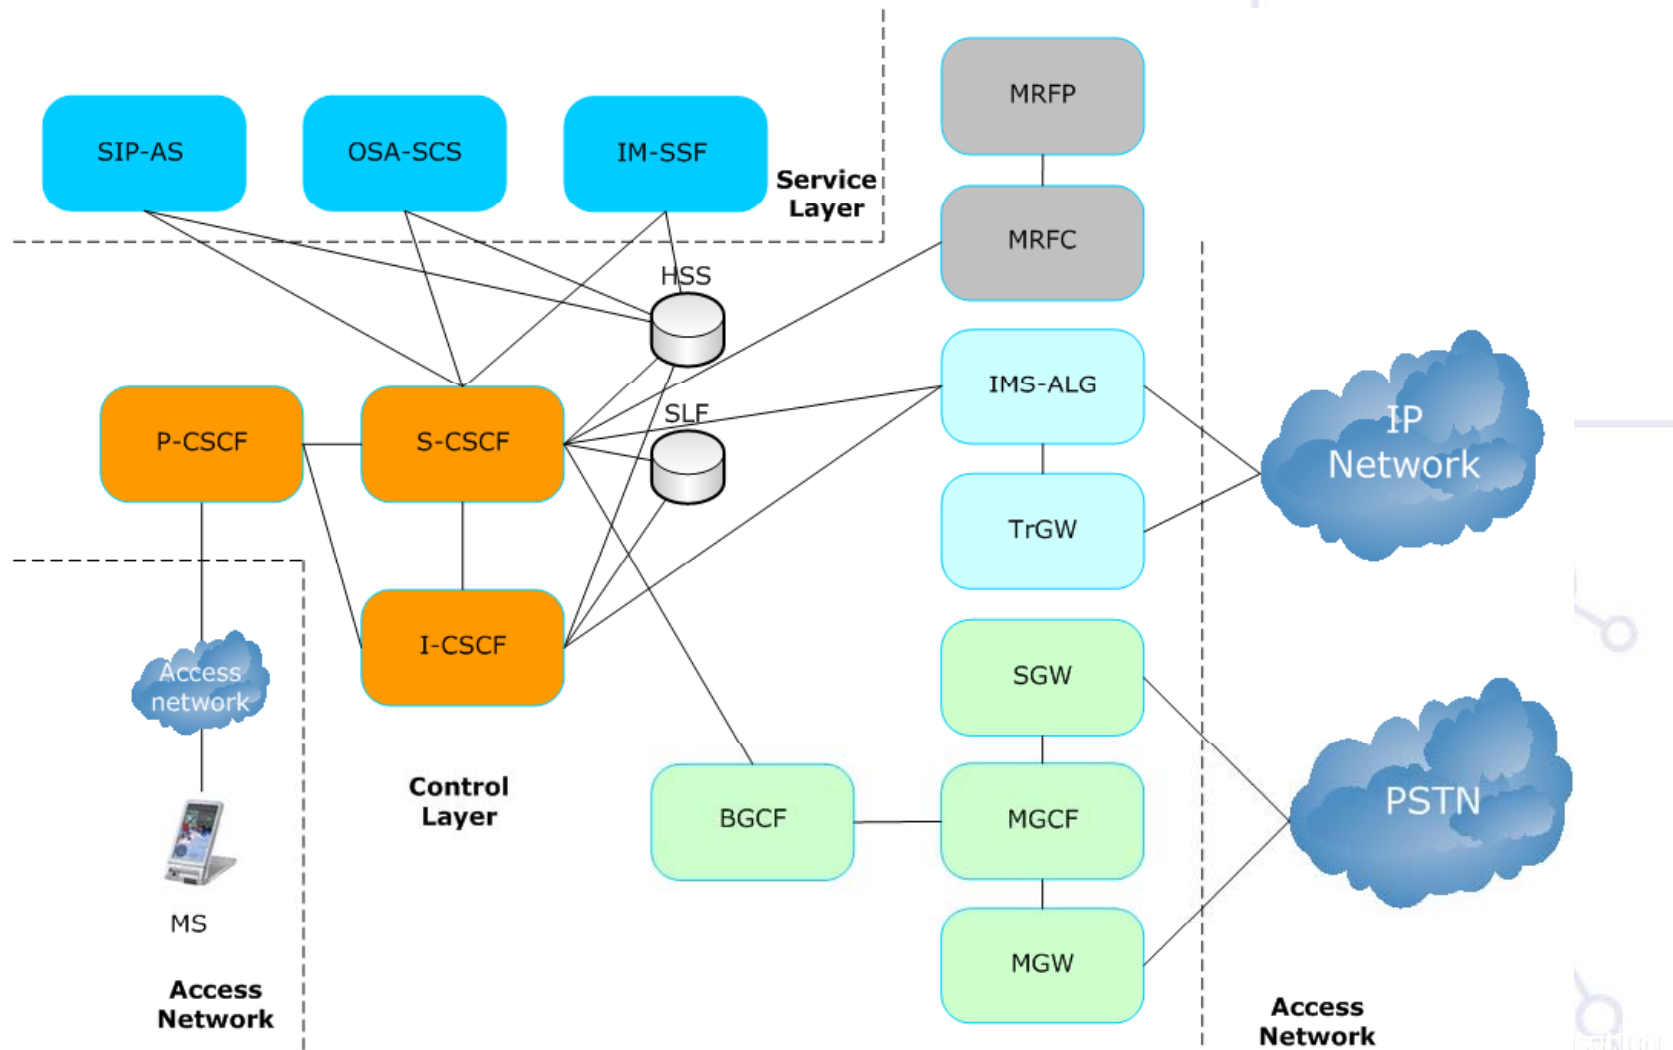 MRFP
SIP-AS
OSA-SCS
IM-SSF
Service
Layer
MRFC
HSS
IMS-ALG
IP
Network
SLF
P-CSCF
S-CSCF
TrGW
I-CSCF
Access
network
SGW
Control
Layer
BGCF
MGCF
PSTN
MS
MGW
Access
Network
Access
Network